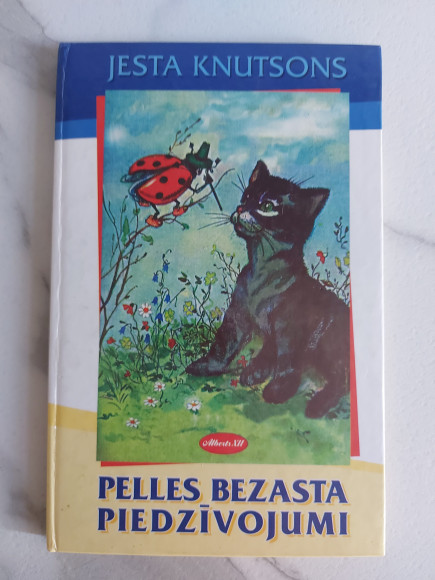 JESTA KNUTSONS
Alberts XII
PELLES BEZASTA
PIEDZĪVOJUMI